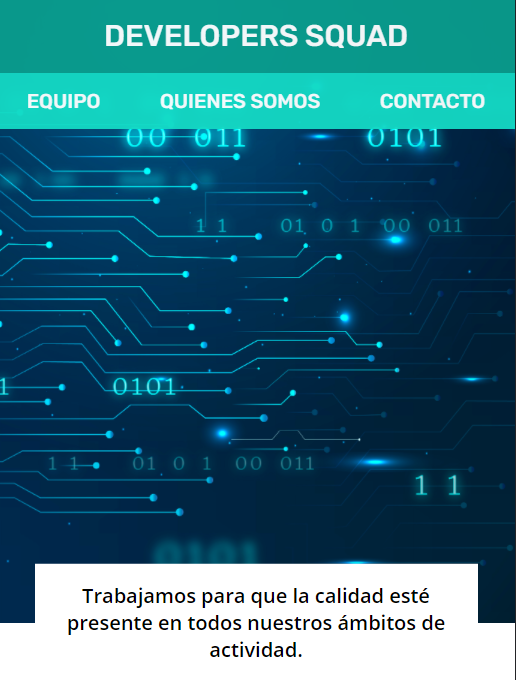 DEVELOPERS SQUAD
EQUIPO QUIENES SOMOS CONTACTO
00 011 0101
1 1 01 0 1 00 011
1 0101
1 1 01 0 1 00 011
1 1
0101
Trabajamos para que la calidad esté
presente en todos nuestros ámbitos de
actividad.